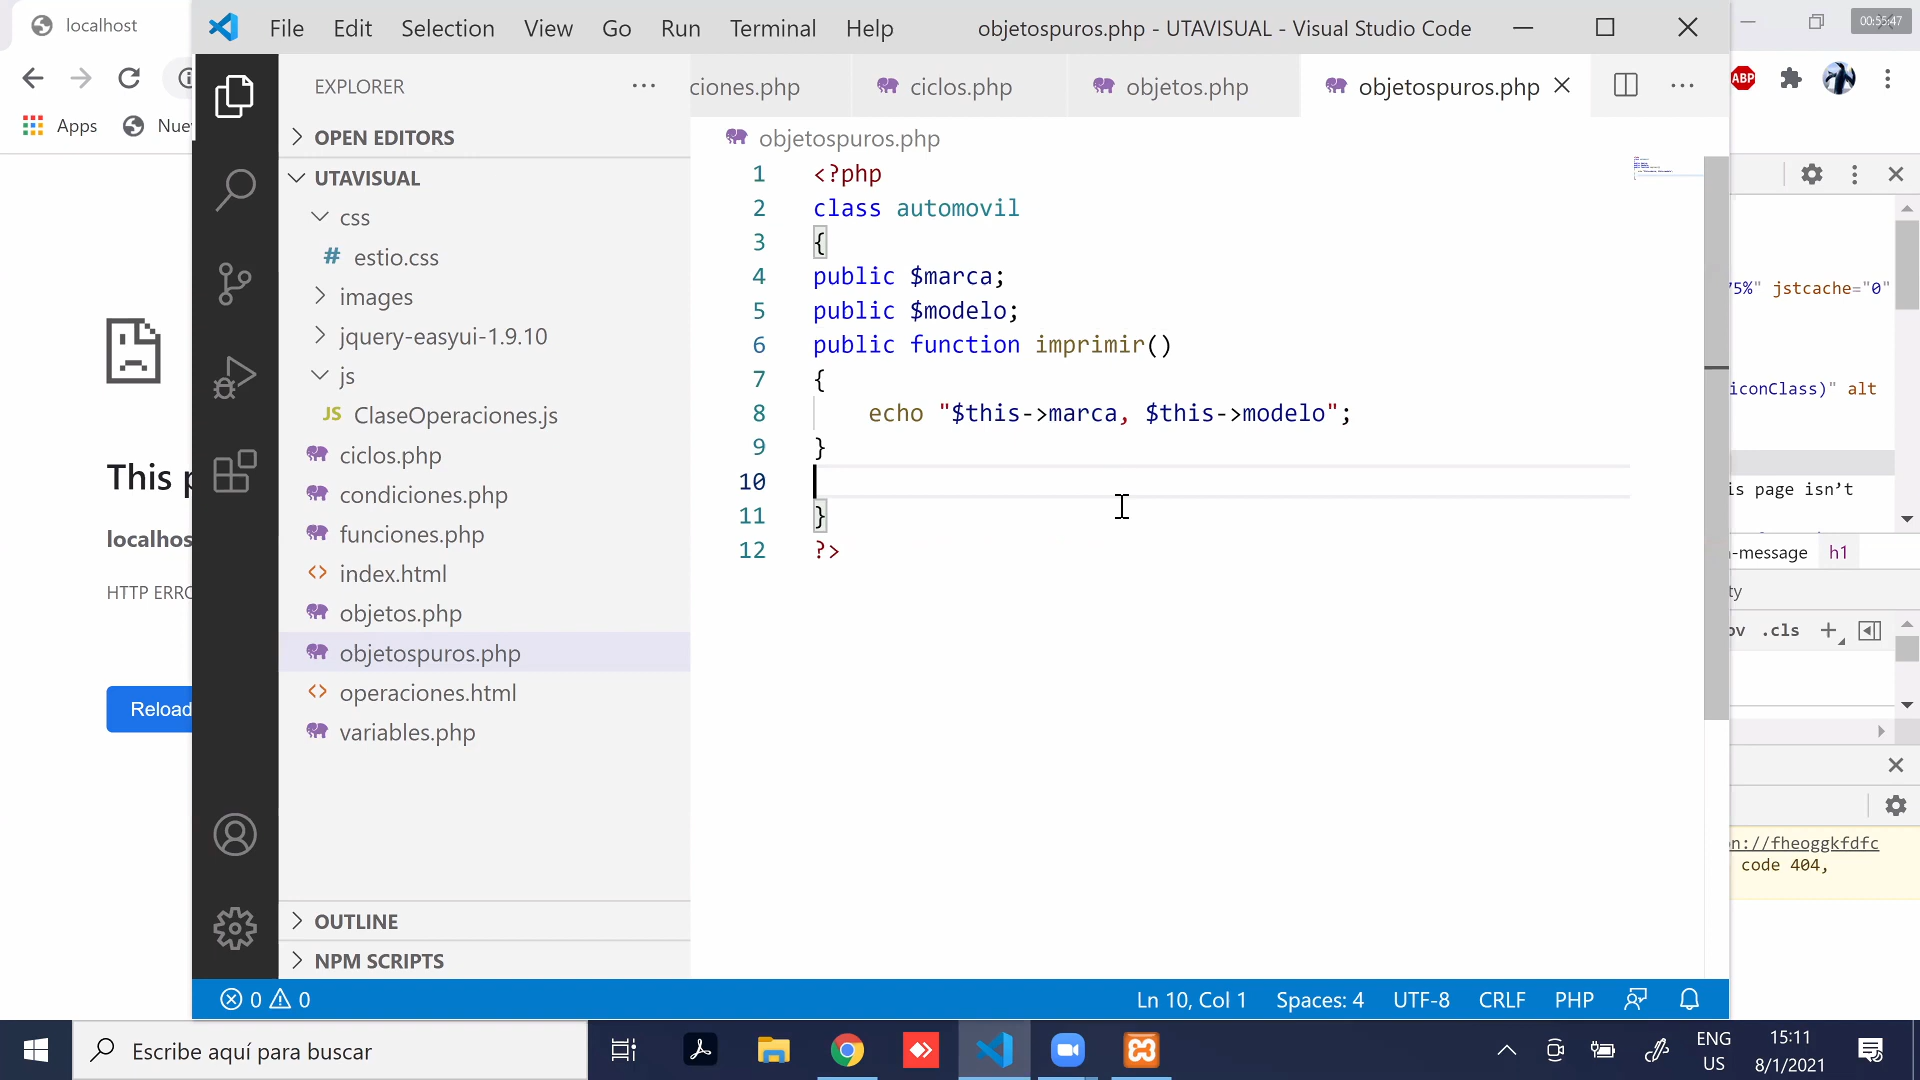 localhost
File Edit Selection View Go Run Terminal Help
objetospuros.php - UTAVISUAL - Visual Studio Code
00:55:47
ABP
Apps
EXPLORER
ciones.php
ciclos.php
objetos.php
objetospuros.php
OPEN EDITORS
UTAVISUAL
css
# estio.css
images
jquery-easyui-1.9.10
js
JS ClaseOperaciones.js
ciclos.php
condiciones.php
funciones.php
<> index.html
objetos.php
objetospuros.php
<> operaciones.html
variables.php
OUTLINE
NPM SCRIPTS
objetospuros.php
1 <?php
2 class automovil
3 {
4 public $marca;
5 public $modelo;
6 public function imprimir()
7 {
8 echo "$this->marca, $this->modelo";
9 }
10
11 }
12 ?>
This
HTTP
Reload
75%" jstcache="0"
iconClass)" alt
is page isn't
-message h1
.cls
://fheoggkfdfc
code 404,
0 0
Ln 10, Col 1 Spaces: 4 UTF-8 CRLF PHP
Escribe aquí para buscar
ENG
US
15:11
8/1/2021